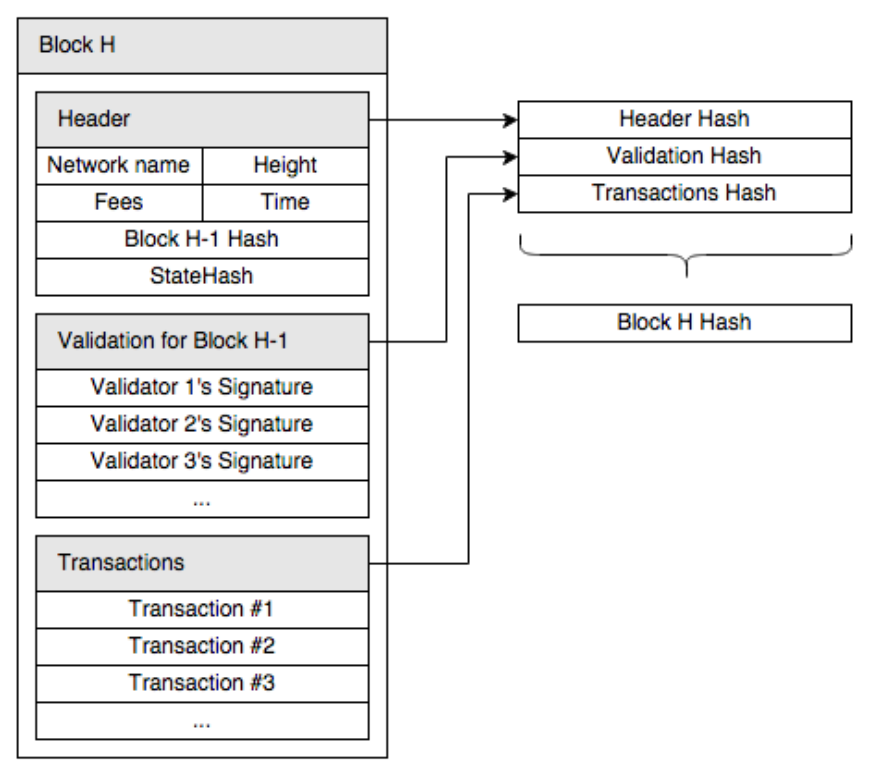 Block H
Header
Network name
Height
Fees
Time
Block H-1 Hash
StateHash
Validation for Block H-1
Validator 1's Signature
Validator 2's Signature
Validator 3's Signature
...
Transactions
Transaction #1
Transaction #2
Transaction #3
...
Header Hash
Validation Hash
Transactions Hash
Block H Hash